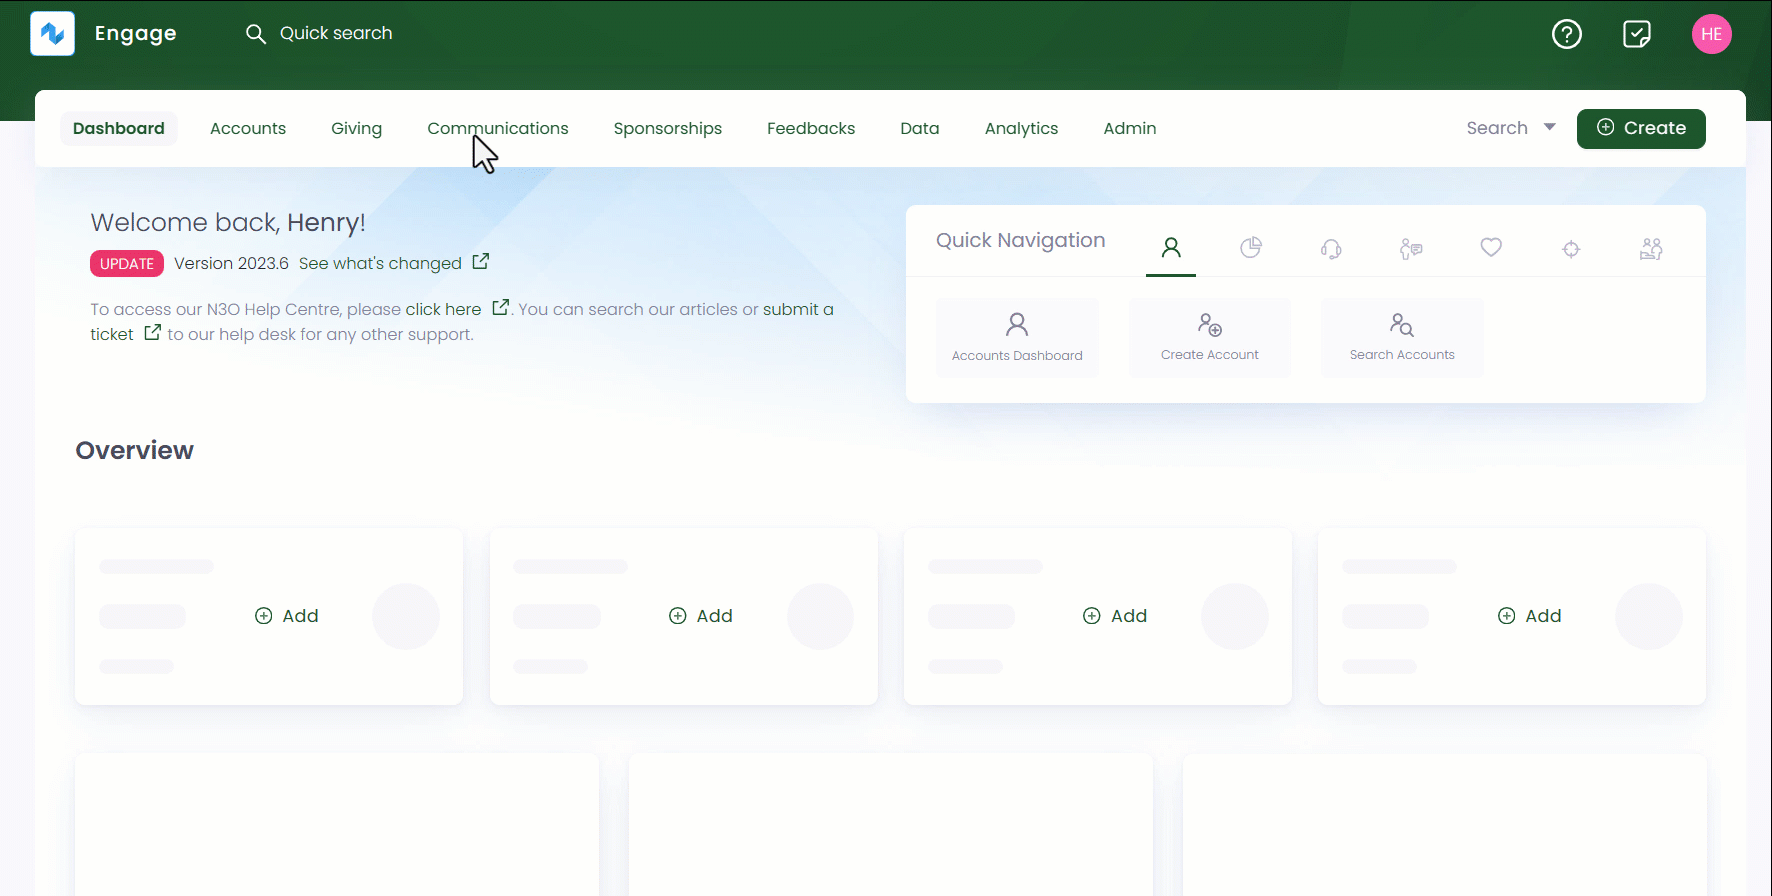 Engage
Quick search
HE
Dashboard Accounts Giving Communications Sponsorships Feedbacks Data Analytics Admin
Search
Create
Welcome back, Henry!
UPDATE Version 2023.6 See what's changed
To access our N3O Help Centre, please click here . You can search our articles or submit a
ticket to our help desk for any other support.
Quick Navigation
Accounts Dashboard
Create Account
Search Accounts
Overview
Add
Add
Add
Add